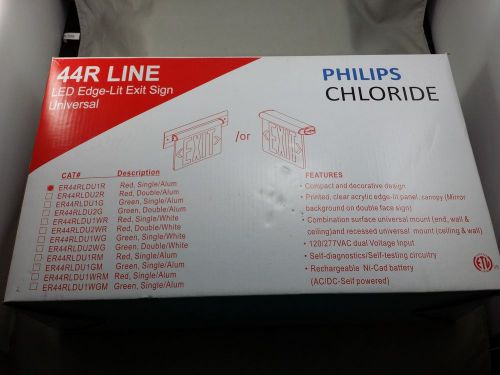 44R LINE
LED Edge-Lit Exit Sign
Universal
PHILIPS
CHLORIDE
EXIT
/or
EXIT
CAT# Description
ER44RLDU1R Red, Single/Alum
ER44RLDU2R Red, Double/Alum
ER44RLDU1G Green, Single/Alum
ER44RLDU2G Green, Double/Alum
ER44RLDU1WR Red, Single/White
ER44RLDU2WR Red, Double/White
ER44RLDU1WG Green, Single/White
ER44RLDU2WG Green, Double/White
ER44RLDU1RM Red, Single/Alum
ER44RLDU1GM Green, Single/Alum
ER44RLDU1WRM Red, Single/Alum
ER44RLDU1WGM Green, Single/Alum
FEATURES
• Compact and decorative design
• Printed, clear acrylic edge-lit panel; canopy (Mirror
background on double face sign)
• Combination surface universal mount (end, wall &
ceiling)and recessed universal mount (ceiling & wall)
• 120/277VAC dual Voltage Input
• Self-diagnostics/Self-testing circuitry
• Rechargeable Ni-Cad battery
(AC/DC-Self powered)
ETL